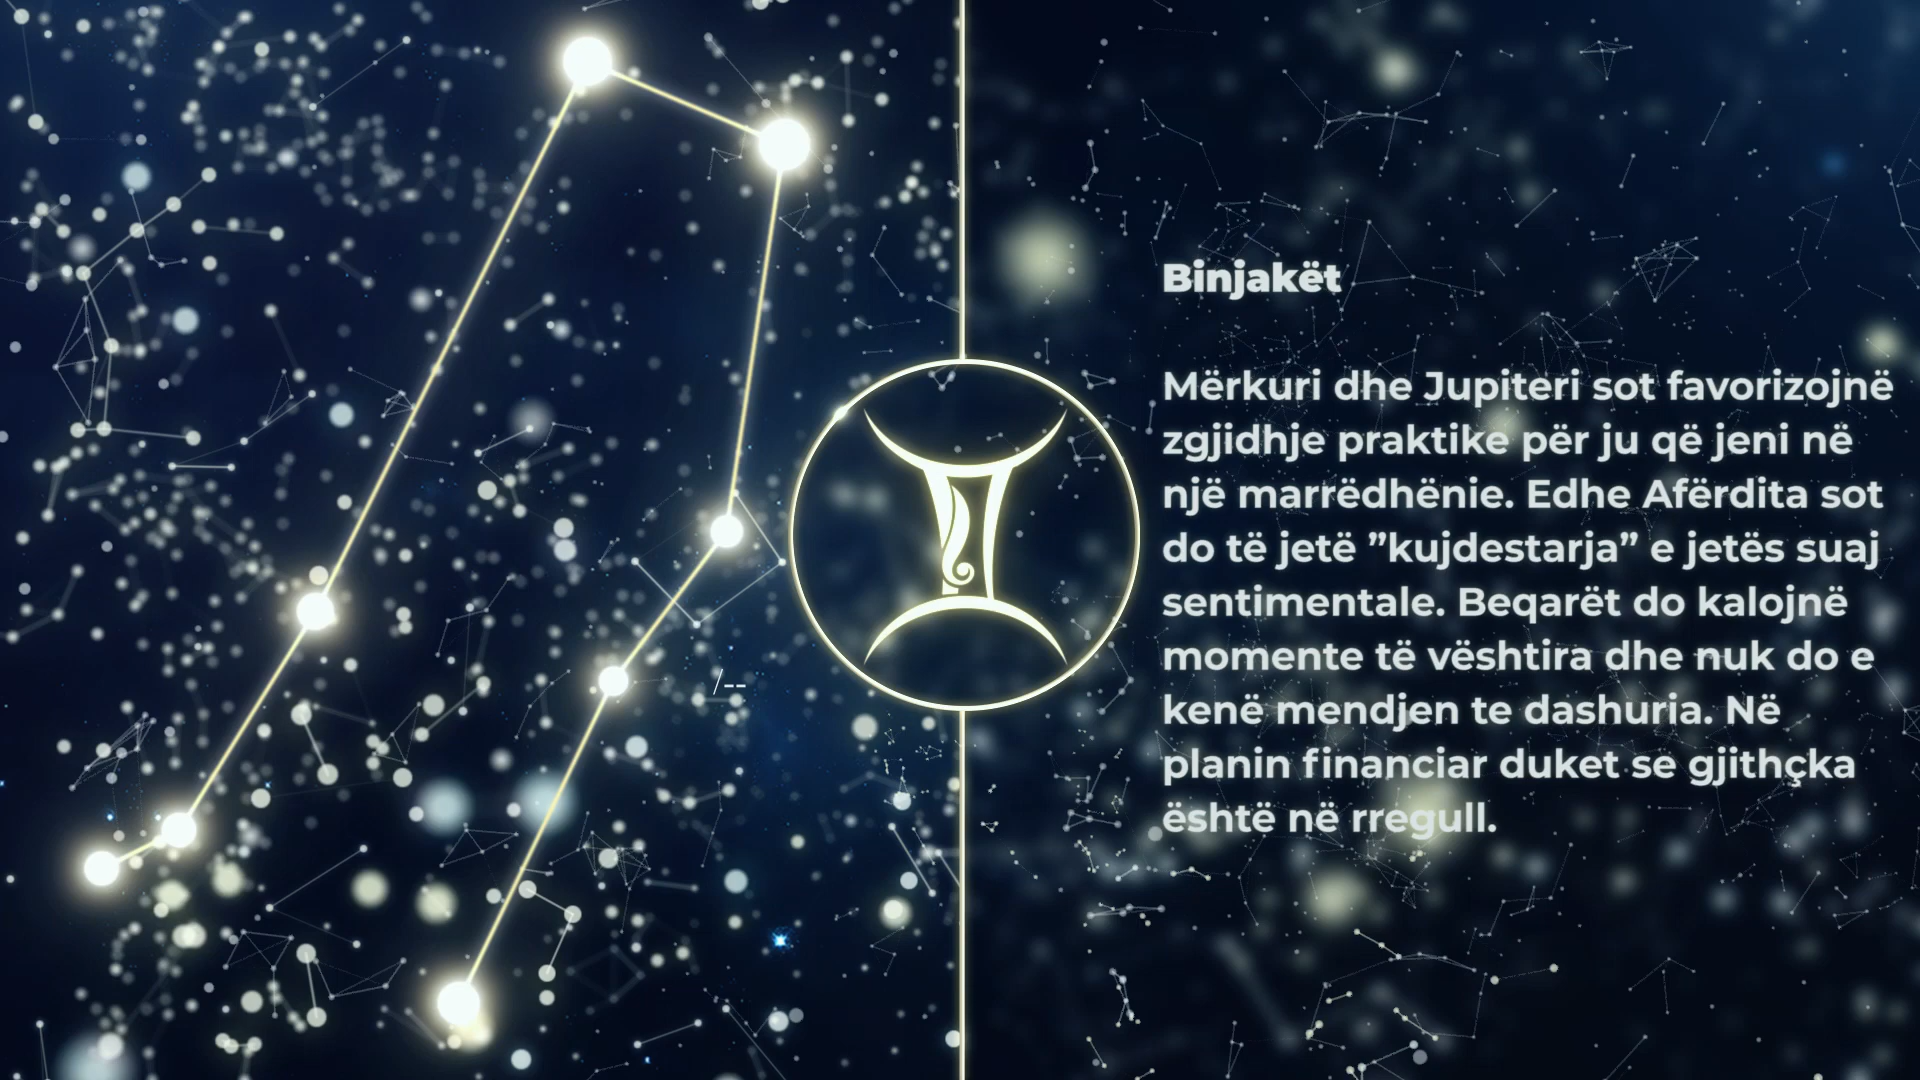 Binjakët
Mërkuri dhe Jupiteri sot favorizojnë
zgjidhje praktike për ju që jeni në
një marrëdhënie. Edhe Afërdita sot
do të jetë ”kujdestarja” e jetës suaj
sentimentale. Beqarët do kalojnë
momente të vështira dhe nuk do e
kenë mendjen te dashuria. Në
planin financiar duket se gjithçka
është në rregull.
/--